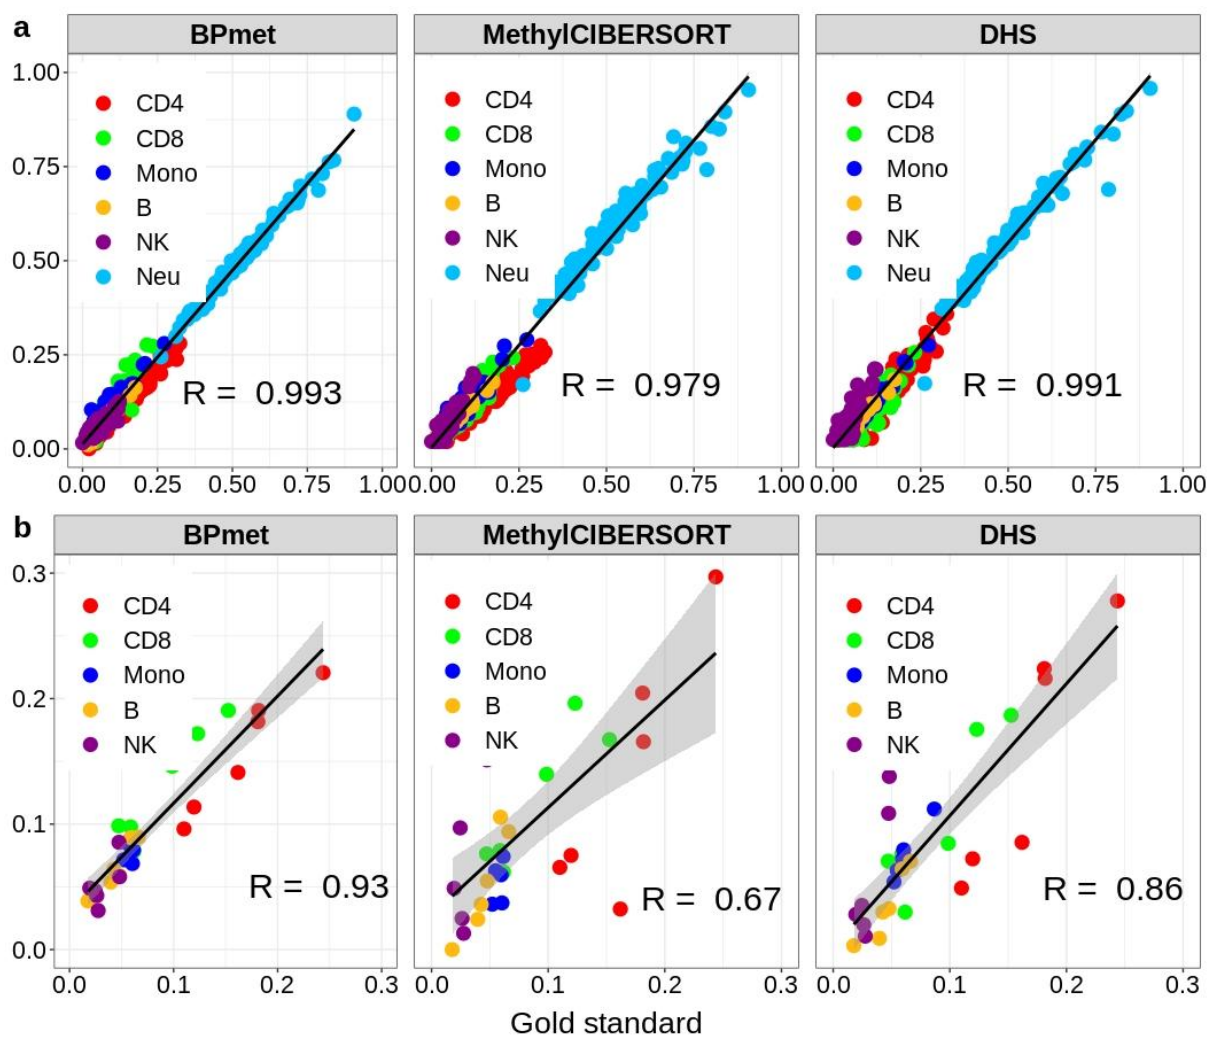 a
BPmet MethylCIBERSORT DHS
1.00
0.75
0.50
0.25
0.00
CD4
CD8
Mono
B
NK
Neu
R = 0.993
0.00 0.25 0.50 0.75 1.00
CD4
CD8
Mono
B
NK
Neu
R = 0.979
0.00 0.25 0.50 0.75 1.00
CD4
CD8
Mono
B
NK
Neu
R = 0.991
0.00 0.25 0.50 0.75 1.00
b
BPmet MethylCIBERSORT DHS
0.3
0.2
0.1
0.0
CD4
CD8
Mono
B
NK
R = 0.93
0.0 0.1 0.2 0.3
CD4
CD8
Mono
B
NK
R = 0.67
0.0 0.1 0.2 0.3
CD4
CD8
Mono
B
NK
R = 0.86
0.0 0.1 0.2 0.3
Gold standard